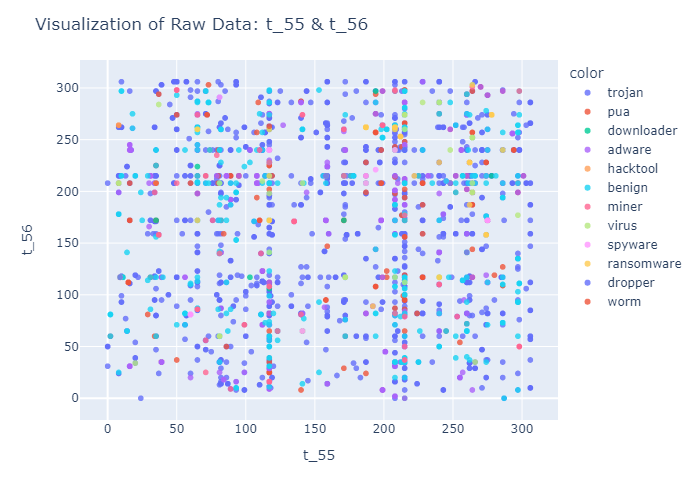 Visualization of Raw Data: t_55 & t_56
color
trojan
pua
downloader
adware
hacktool
benign
miner
virus
spyware
ransomware
dropper
worm
300
250
200
150
100
50
0
t_56
0 50 100 150 200 250 300
t_55